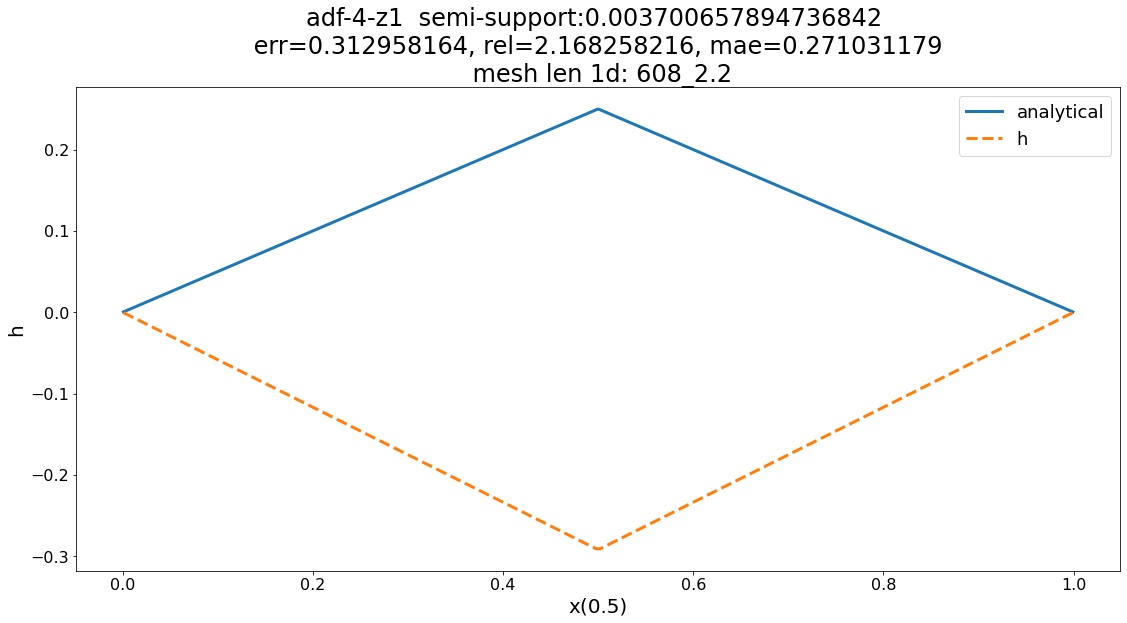 adf-4-z1  semi-support:0.003700657894736842
err=0.312958164, rel=2.168258216, mae=0.271031179
mesh len 1d: 608_2.2
analytical
h
0.2
0.1
0.0
−0.1
−0.2
−0.3
h
0.0
0.2
0.4
0.6
0.8
1.0
x(0.5)